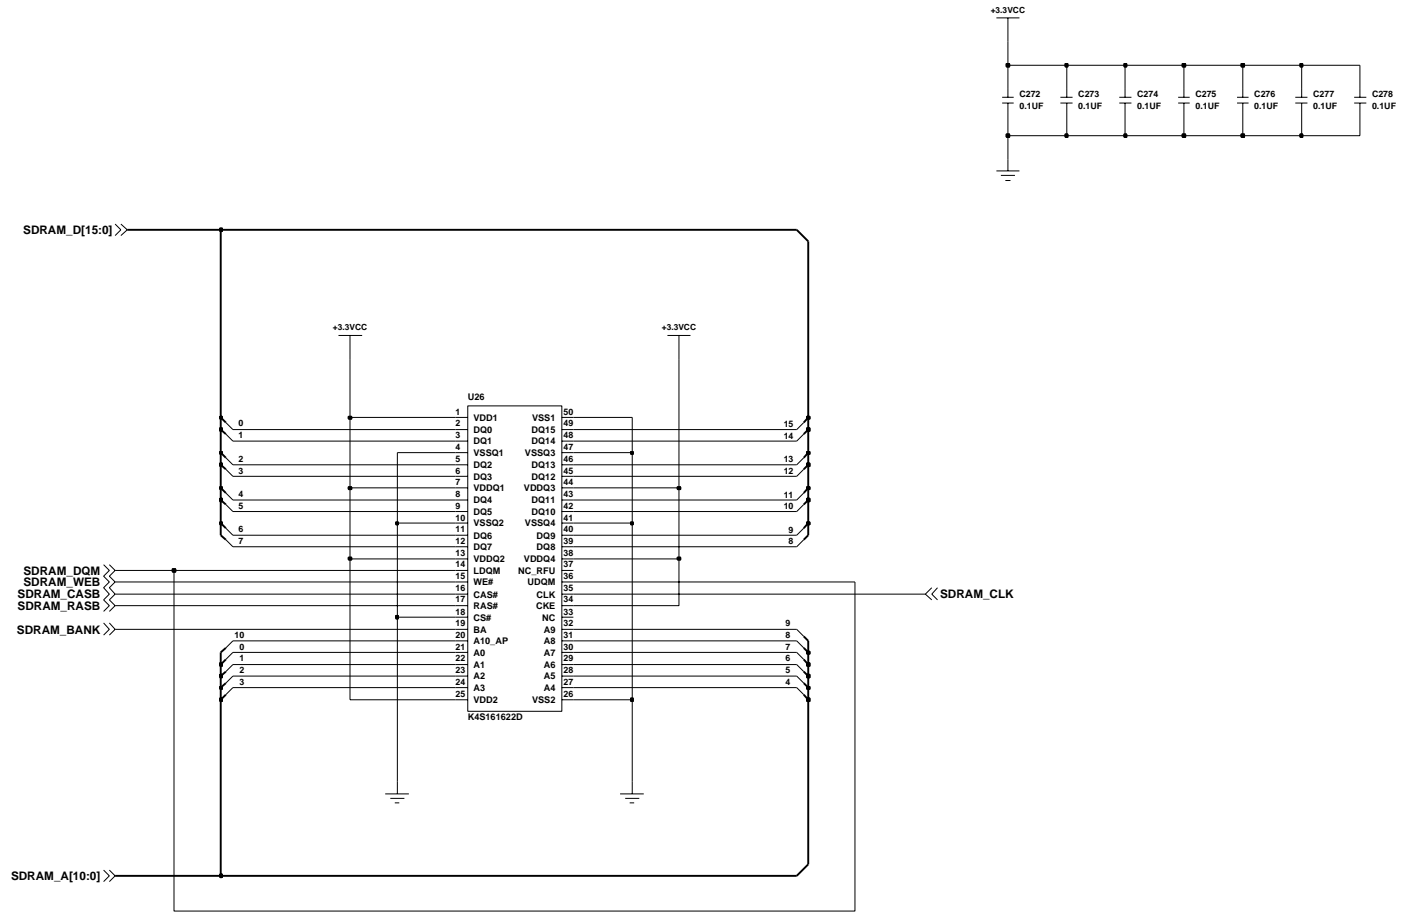 +3.3VCC
C272 C273 C274 C275 C276 C277 C278
0.1UF 0.1UF 0.1UF 0.1UF 0.1UF 0.1UF 0.1UF
SDRAM_D[15:0]
+3.3VCC +3.3VCC
U26
1 VDD1 VSS1 50
0 2 DQ0 DQ15 49 15
1 3 DQ1 DQ14 48 14
4 VSSQ1 VSSQ3 47
2 5 DQ2 DQ13 46 13
3 6 DQ3 DQ12 45 12
7 VDDQ1 VDDQ3 44
4 8 DQ4 DQ11 43 11
5 9 DQ5 DQ10 42 10
10 VSSQ2 VSSQ4 41
6 11 DQ6 DQ9 40 9
7 12 DQ7 DQ8 39 8
13 VDDQ2 VDDQ4 38
SDRAM_DQM 14 LDQM NC_RFU 37
SDRAM_WEB 15 WE# UDQM 36
SDRAM_CASB 16 CAS# CLK 35 SDRAM_CLK
SDRAM_RASB 17 RAS# CKE 34
18 CS# NC 33
SDRAM_BANK 19 BA A9 32 9
10 20 A10_AP A8 31 8
0 21 A0 A7 30 7
1 22 A1 A6 29 6
2 23 A2 A5 28 5
3 24 A3 A4 27 4
25 VDD2 VSS2 26
K4S161622D
SDRAM_A[10:0]